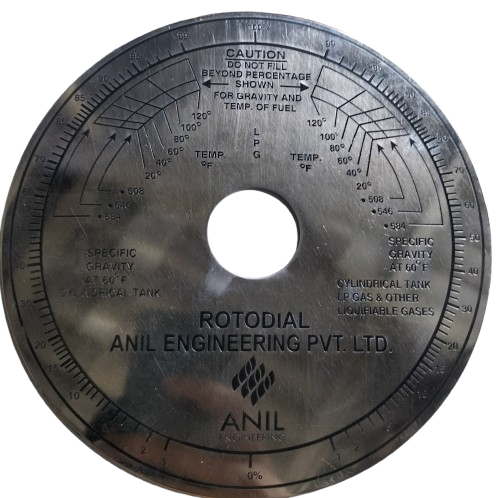 100%
CAUTION
DO NOT FILL
BEYOND PERCENTAGE
SHOWN
FOR GRAVITY AND
TEMP. OF FUEL
120°
100°
80°
60°
40°
20°
TEMP.
°F
L
P
G
TEMP.
°F
120°
100°
80°
60°
40°
20°
.508
.546
.584
.508
.546
.584
SPECIFIC
GRAVITY
AT 60°F
CYLINDRICAL TANK
SPECIFIC
GRAVITY
AT 60°F
CYLINDRICAL TANK
LP GAS & OTHER
LIQUIFIABLE GASES
ROTODIAL
ANIL ENGINEERING PVT. LTD.
ANIL
ENGINEERING
0%